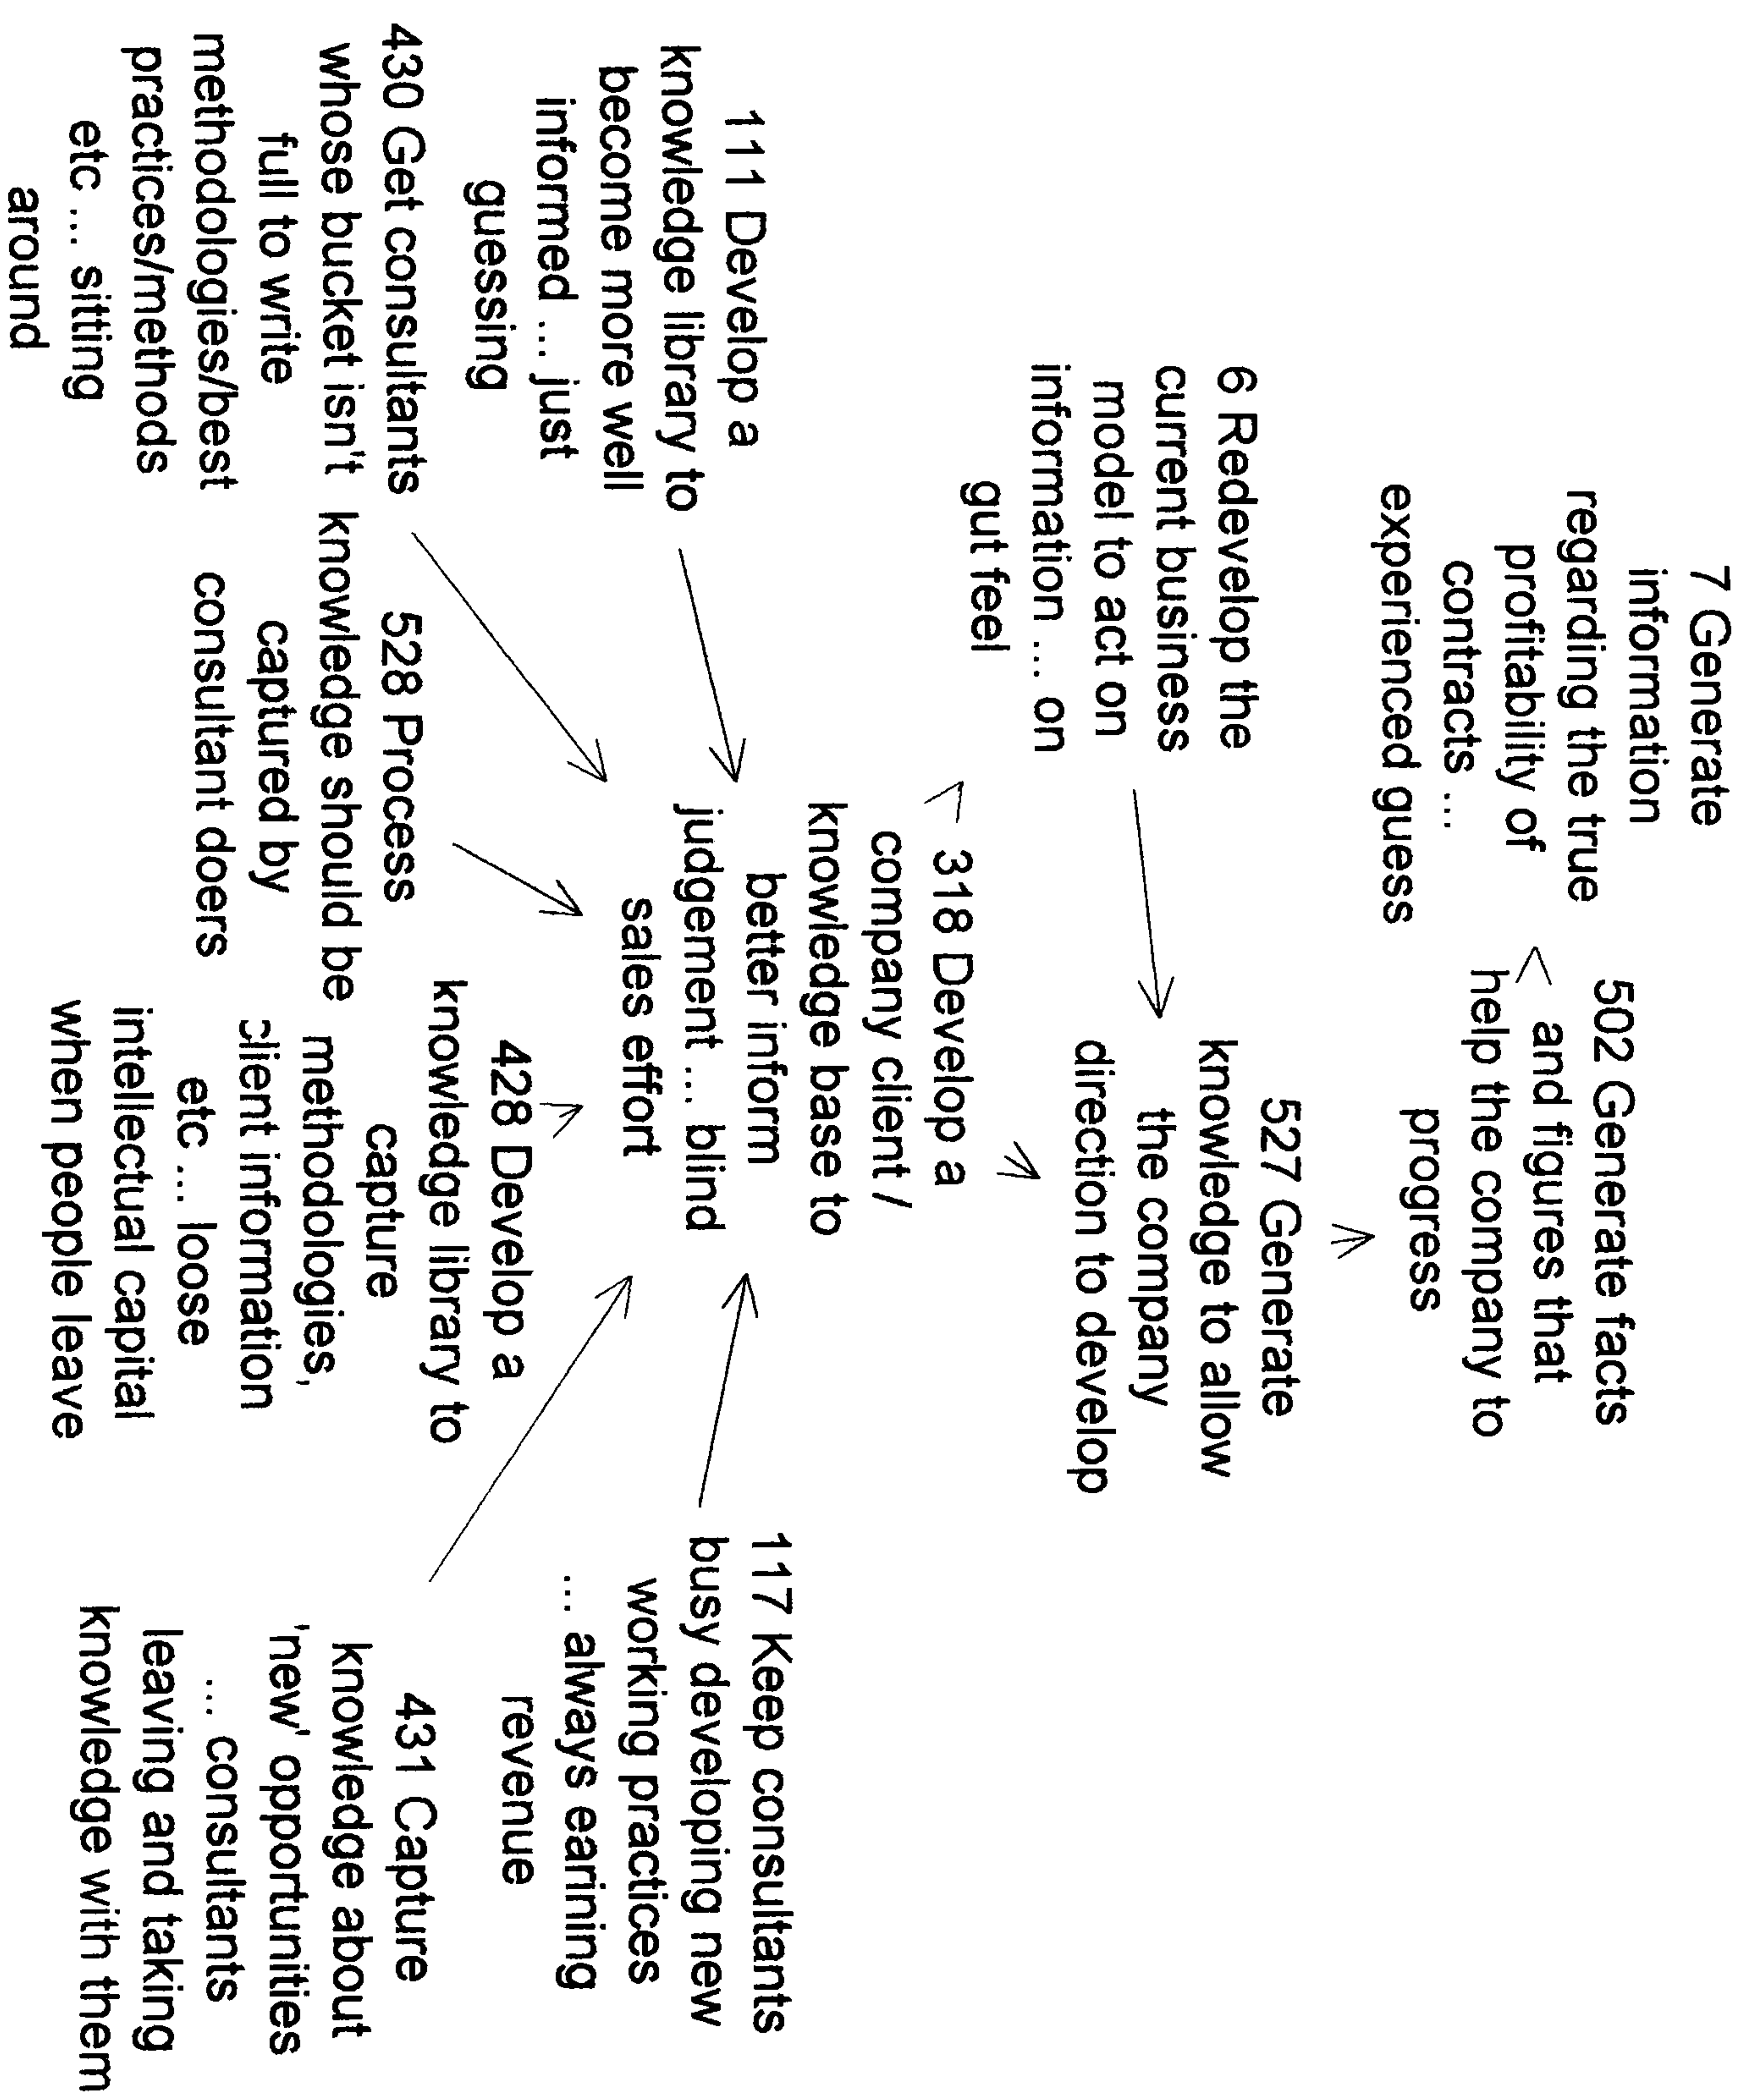 7 Generate
information
regarding the true
profitability of
contracts ...
experienced guess
502 Generate facts
and figures that
help the company to
progress
6 Redevelop the
current business
model to act on
information ... on
gut feel
527 Generate
knowledge to allow
the company
direction to develop
318 Develop a
company client /
knowledge base to
better inform
judgement ... blind
sales effort
111 Develop a
knowledge library to
become more well
informed ... just
guessing
117 Keep consultants
busy developing new
working practices
... always earining
revenue
430 Get consultants
whose bucket isn't
full to write
methodologies/best
practices/methods
etc ... sitting
around
528 Process
knowledge should be
captured by
consultant doers
428 Develop a
knowledge library to
capture
methodologies,
client information
etc ... loose
intellectual capital
when people leave
431 Capture
knowledge about
'new' opportunities
... consultants
leaving and taking
knowledge with them